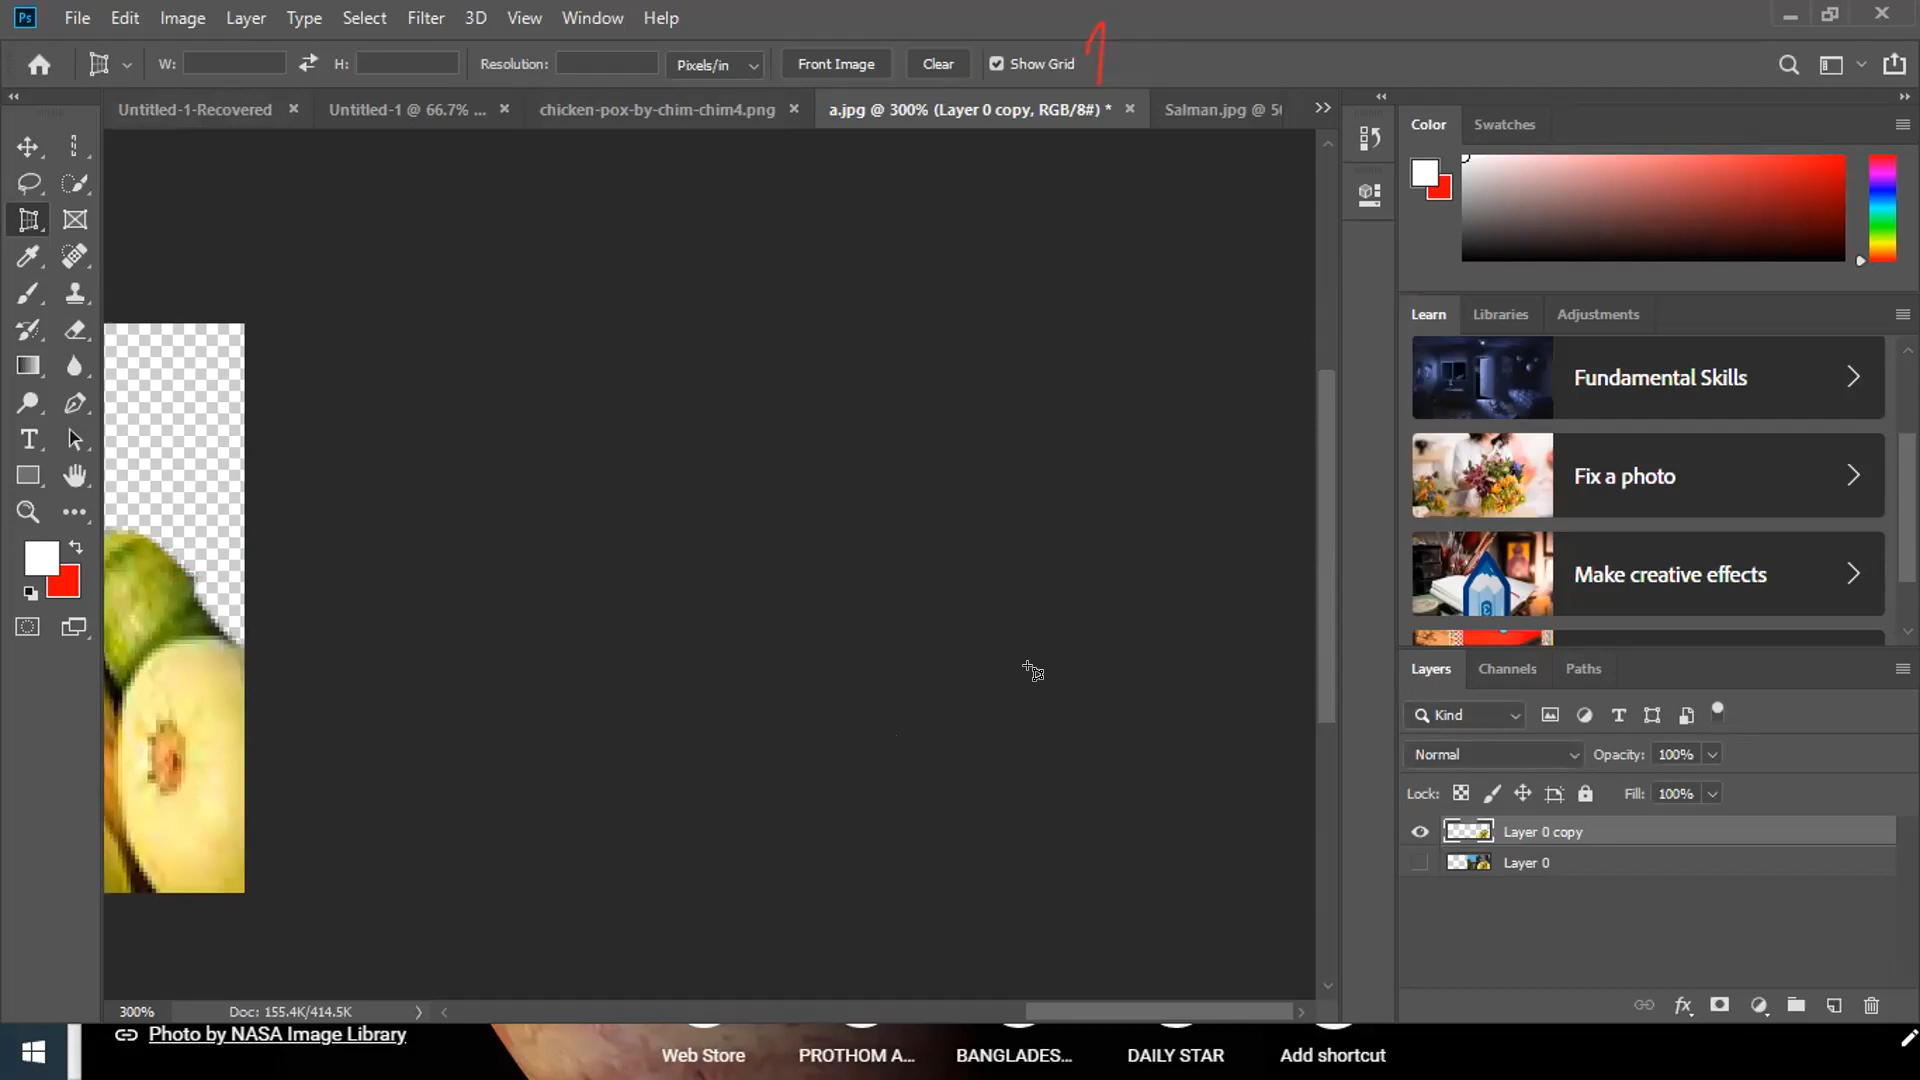 Ps File Edit Image Layer Type Select Filter 3D View Window Help
W: H: Resolution: Pixels/in Front Image Clear Show Grid 1
Untitled-1-Recovered Untitled-1 @ 66.7% ... chicken-pox-by-chim-chim4.png a.jpg @ 300% (Layer 0 copy, RGB/8#) * Salman.jpg @ 50
Color Swatches
Learn Libraries Adjustments
Fundamental Skills
Fix a photo
Make creative effects
Layers Channels Paths
Kind
Normal Opacity: 100%
Lock: Fill: 100%
Layer 0 copy
Layer 0
300% Doc: 155.4K/414.5K
Photo by NASA Image Library
Web Store PROTHOM A... BANGLADES... DAILY STAR Add shortcut